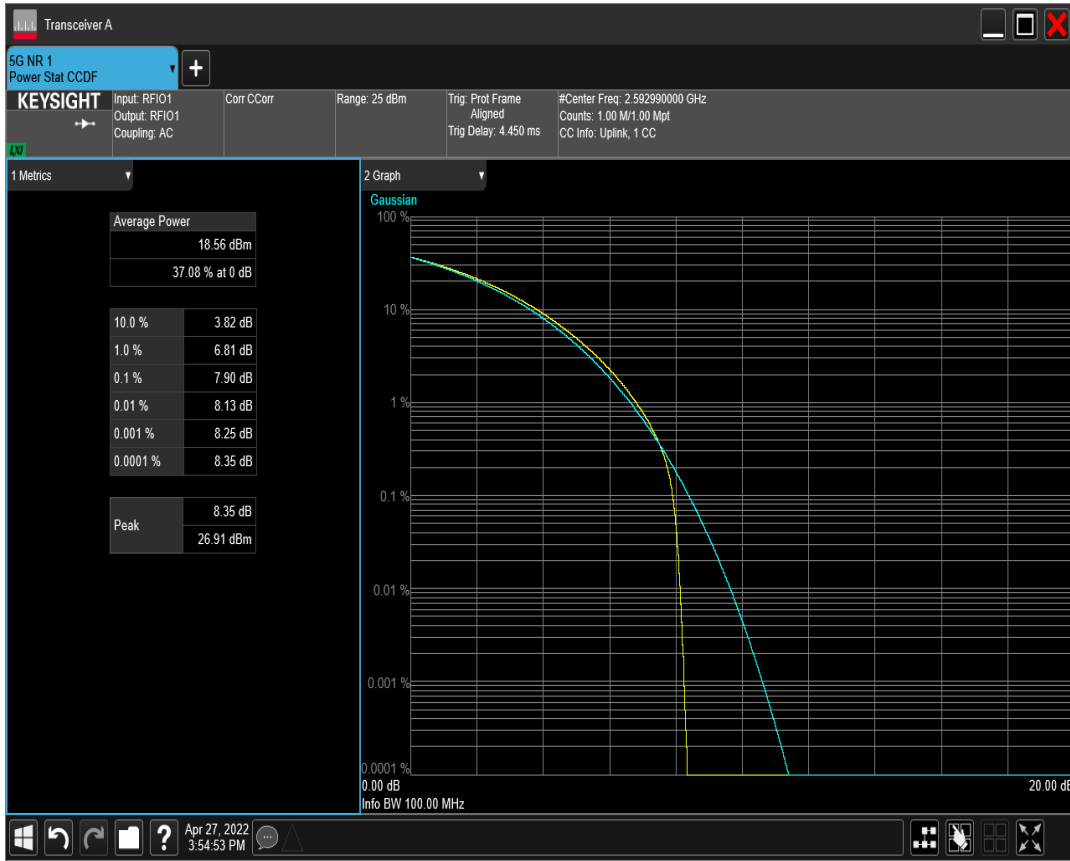 Transceiver A
5G NR 1
Power Stat CCDF
+
KEYSIGHT
LXI
Input: RFIO1
Output: RFIO1
Coupling: AC
Corr CCorr
Range: 25 dBm
Trig: Prot Frame
Aligned
Trig Delay: 4.450 ms
#Center Freq: 2.592990000 GHz
Counts: 1.00 M/1.00 Mpt
CC Info: Uplink, 1 CC
1 Metrics
Average Power
18.56 dBm
37.08 % at 0 dB
10.0 % 3.82 dB
1.0 % 6.81 dB
0.1 % 7.90 dB
0.01 % 8.13 dB
0.001 % 8.25 dB
0.0001 % 8.35 dB
Peak
8.35 dB
26.91 dBm
2 Graph
Gaussian
100 %
10 %
1 %
0.1 %
0.01 %
0.001 %
0.0001 %
0.00 dB 20.00 dB
Info BW 100.00 MHz
?
Apr 27, 2022
3:54:53 PM